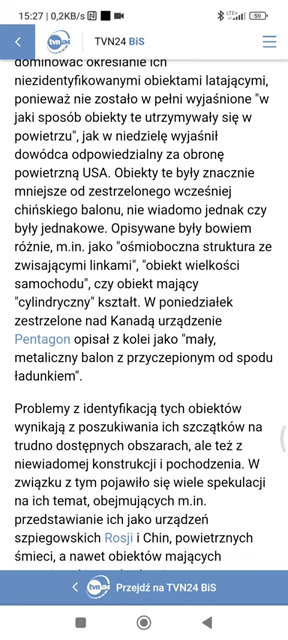 15:27 | 0,2KB/s
LTE+
59
tvn24
TVN24 BiS
dominować określanie ich
niezidentyfikowanymi obiektami latającymi,
ponieważ nie zostało w pełni wyjaśnione "w
jaki sposób obiekty te utrzymywały się w
powietrzu", jak w niedzielę wyjaśnił
dowódca odpowiedzialny za obronę
powietrzną USA. Obiekty te były znacznie
mniejsze od zestrzelonego wcześniej
chińskiego balonu, nie wiadomo jednak czy
były jednakowe. Opisywane były bowiem
różnie, m.in. jako "ośmioboczna struktura ze
zwisającymi linkami", "obiekt wielkości
samochodu", czy obiekt mający
"cylindryczny" kształt. W poniedziałek
zestrzelone nad Kanadą urządzenie
Pentagon opisał z kolei jako "mały,
metaliczny balon z przyczepionym od spodu
ładunkiem".
Problemy z identyfikacją tych obiektów
wynikają z poszukiwania ich szczątków na
trudno dostępnych obszarach, ale też z
niewiadomej konstrukcji i pochodzenia. W
związku z tym pojawiło się wiele spekulacji
na ich temat, obejmujących m.in.
przedstawianie ich jako urządzeń
szpiegowskich Rosji i Chin, powietrznych
śmieci, a nawet obiektów mających
tvn24
Przejdź na TVN24 BiS